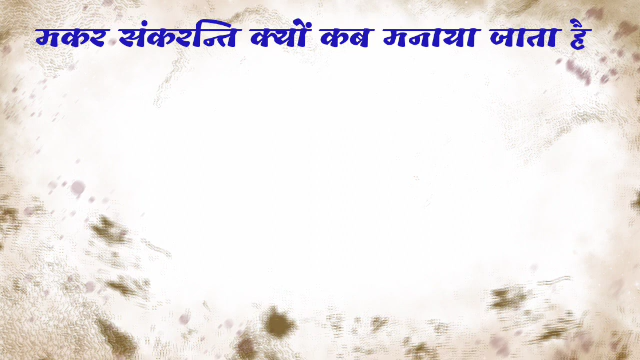 मकर संकरन्ति क्यों कब मनाया जाता है